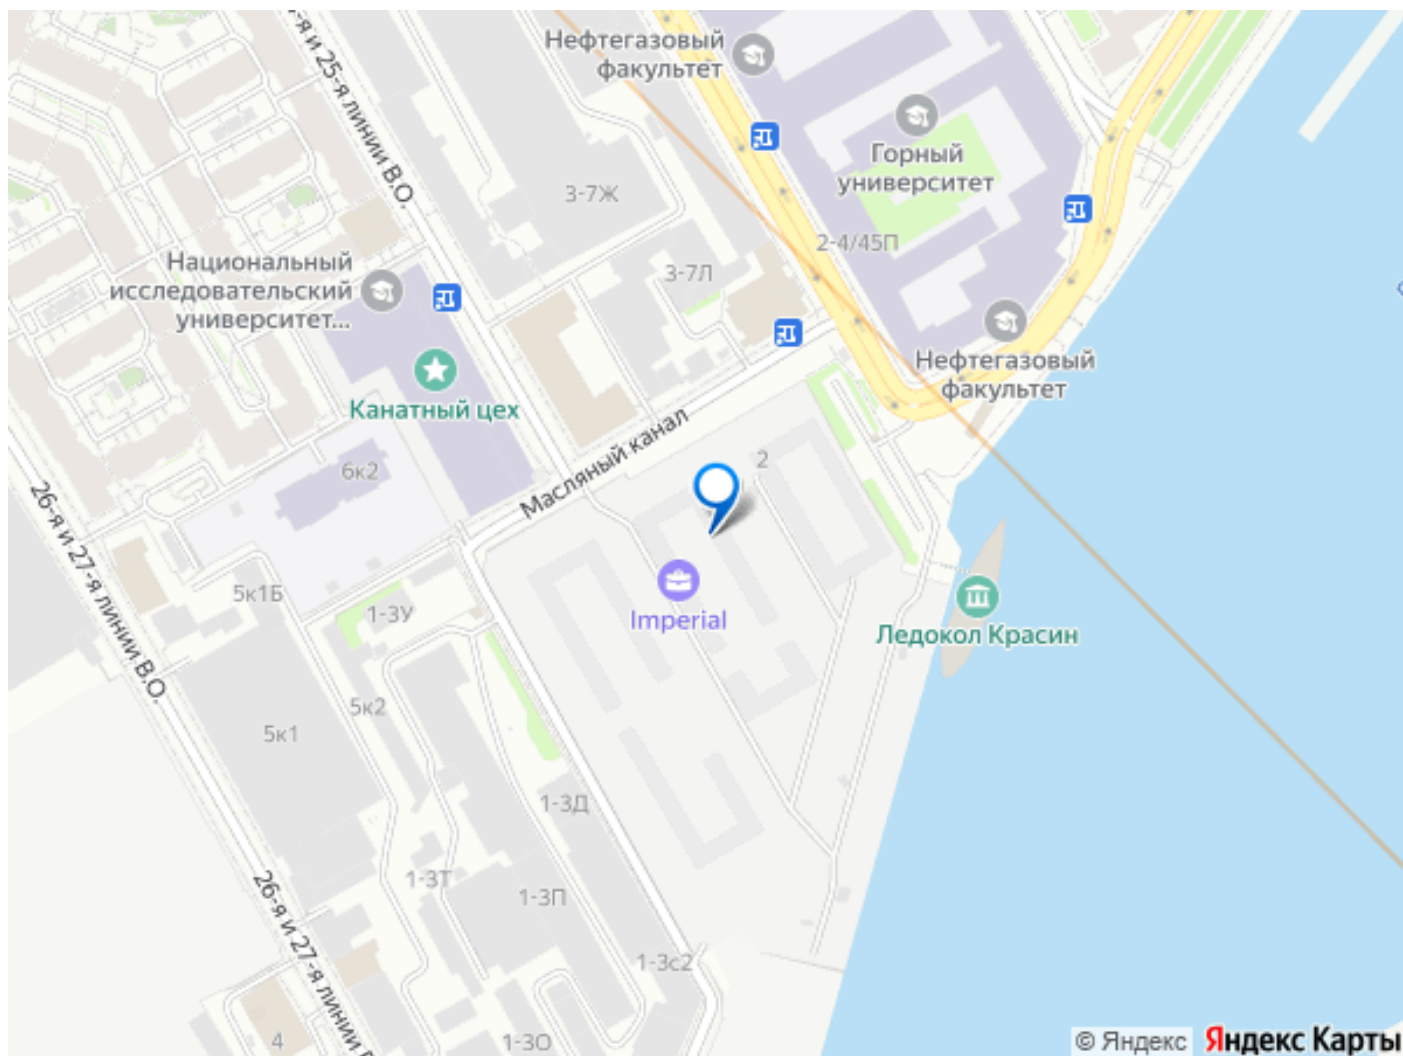 Нефтегазовый
факультет
-я и 25-я линии В.О.
Горный
университет
3-7Ж
2-4/45П
3-7Л
Национальный
исследовательский
университет...
Нефтегазовый
факультет
Канатный цех
Масляный канал
6к2
2
26-я и 27-я линии В.О.
5к1Б
1-3У
Imperial
Ледокол Красин
5к2
5к1
1-3Д
1-3Т
1-3П
26-я и 27-я линии
1-3с2
4
1-3О
© Яндекс Яндекс Карты